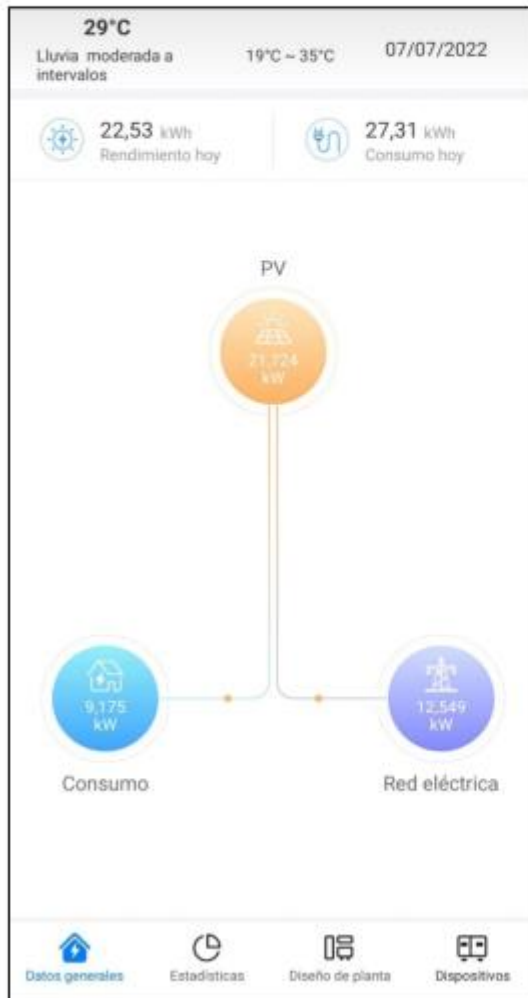 29°C
Lluvia moderada a
intervalos
19°C ~ 35°C
07/07/2022
22,53 kWh
Rendimiento hoy
27,31 kWh
Consumo hoy
PV
21,724
kW
9,175
kW
Consumo
12,549
kW
Red eléctrica
Datos generales
Estadísticas
Diseño de planta
Dispositivos